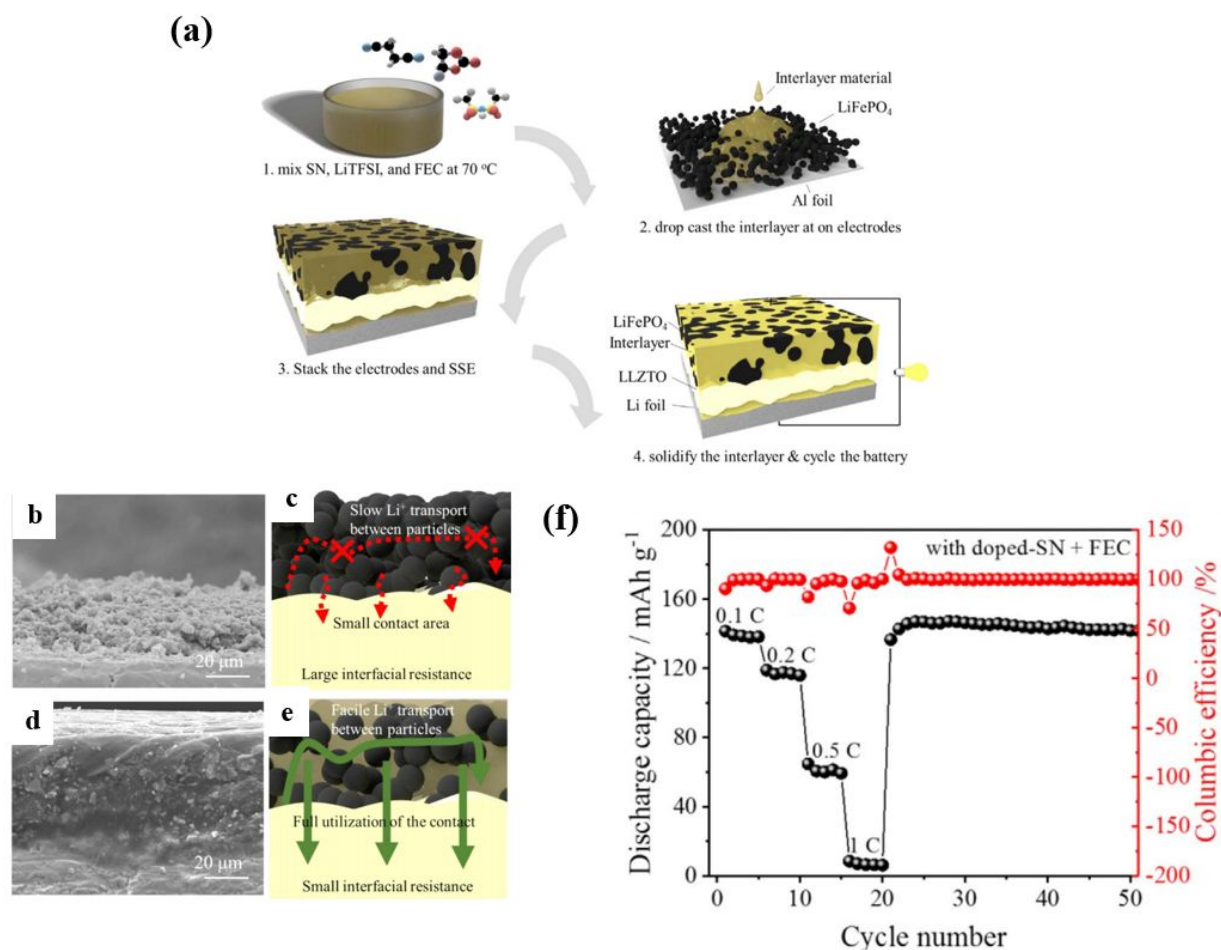 (a)
1. mix SN, LiTFSI, and FEC at 70 °C
Interlayer material
LiFePO4
Al foil
2. drop cast the interlayer at on electrodes
3. Stack the electrodes and SSE
LiFePO4
Interlayer
LLZTO
Li foil
4. solidify the interlayer & cycle the battery
b
20 μm
c
Slow Li+ transport
between particles
Small contact area
Large interfacial resistance
d
20 μm
e
Facile Li+ transport
between particles
Full utilization of the contact
Small interfacial resistance
(f)
with doped-SN + FEC
0.1 C
0.2 C
0.5 C
1 C
Discharge capacity / mAh g-1
200
160
120
80
40
0
Columbic efficiency /%
150
100
50
0
-50
-100
-150
-200
0 10 20 30 40 50
Cycle number